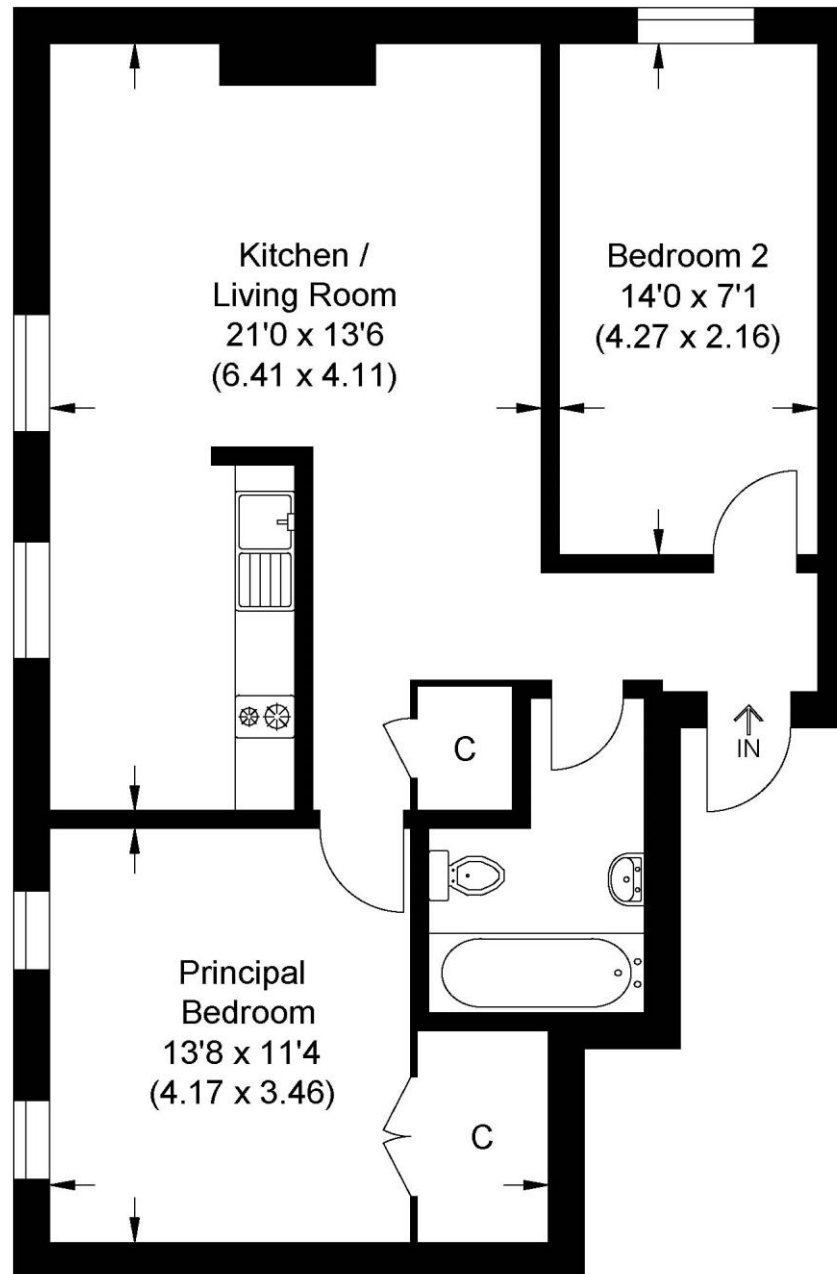 Kitchen /
Living Room
21'0 x 13'6
(6.41 x 4.11)
Bedroom 2
14'0 x 7'1
(4.27 x 2.16)
C
IN
Principal
Bedroom
13'8 x 11'4
(4.17 x 3.46)
C